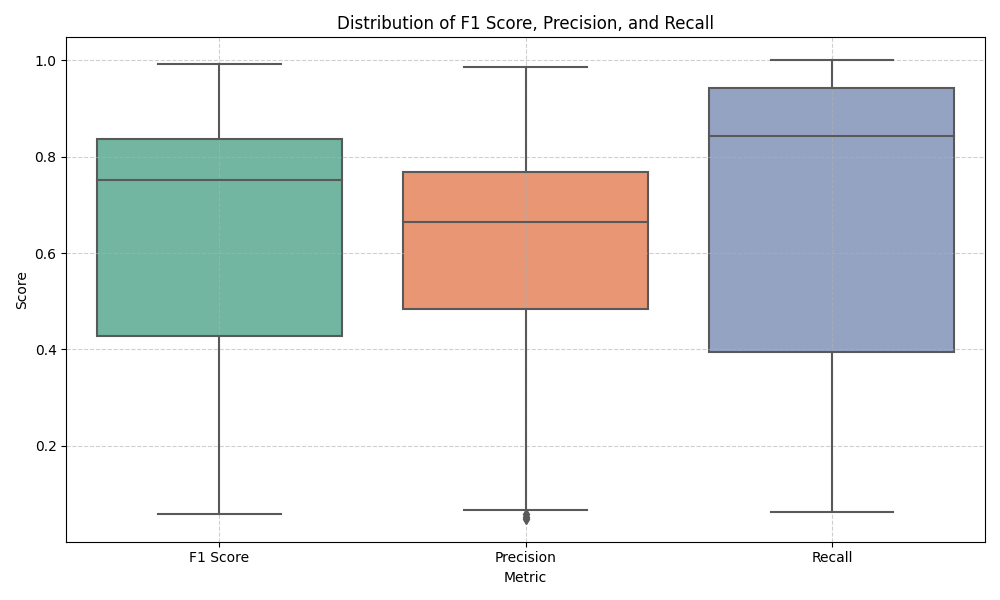 Distribution of F1 Score, Precision, and Recall
1.0
0.8
0.6
0.4
0.2
Score
F1 Score Precision Recall
Metric